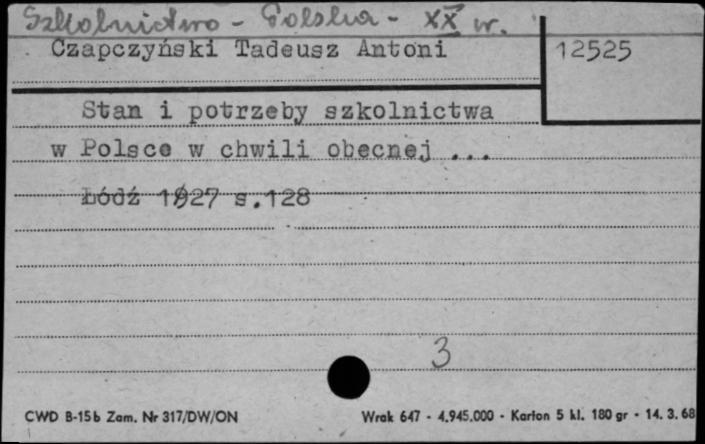 Szkolnictwo - Polska - XX w.
Czapczyński Tadeusz Antoni
12525
Stan i potrzeby szkolnictwa
w Polsce w chwili obecnej ...
Łódź 1927 s.128
3
CWD B-15b Zam. Nr 317/DW/ON
Wrak 647 - 4.945.000 - Karton 5 kl. 180 gr - 14. 3. 68